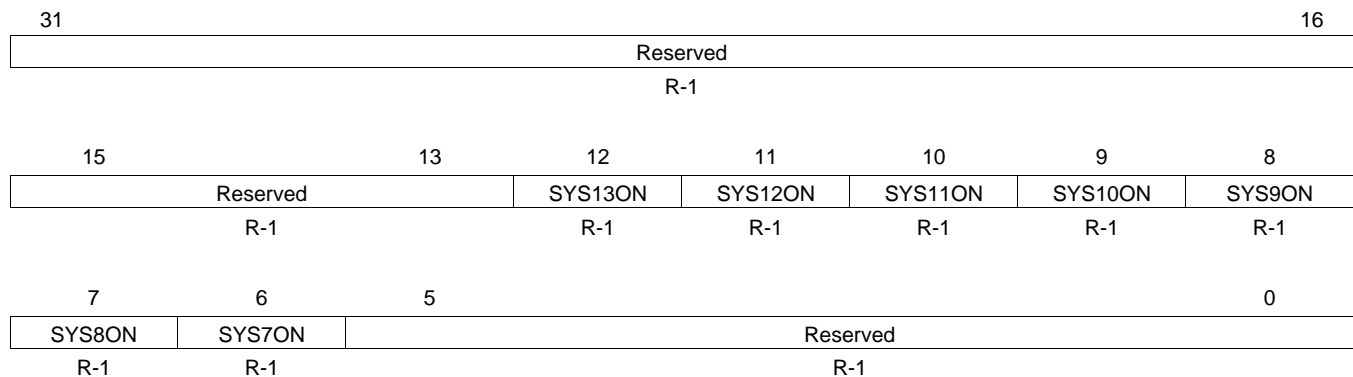 31 16
Reserved
R-1
15 13 12 11 10 9 8
Reserved SYS13ON SYS12ON SYS11ON SYS10ON SYS9ON
R-1 R-1 R-1 R-1 R-1 R-1
7 6 5 0
SYS8ON SYS7ON Reserved
R-1 R-1 R-1